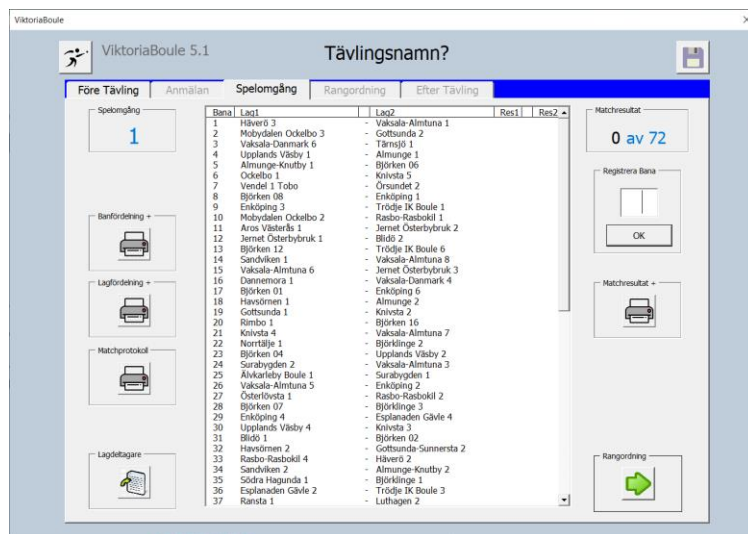 ViktoriaBoule
ViktoriaBoule 5.1
Tävlingsnamn?
Före Tävling Anmälan Spelomgång Rangordning Efter Tävling
Spelomgång
1
Banfördelning +
Lagfördelning +
Matchprotokoll
Lagdeltagare
Bana Lag1 Lag2 Res1 Res2
1 Häverö 3 - Vaksala-Almtuna 1
2 Mobydalen Ockelbo 3 - Gottsunda 2
3 Vaksala-Danmark 6 - Tärnsjö 1
4 Upplands Väsby 1 - Almunge 1
5 Almunge-Knutby 1 - Björken 06
6 Ockelbo 1 - Knivsta 5
7 Vendel 1 Tobo - Örsundet 2
8 Björken 08 - Enköping 1
9 Enköping 3 - Trödje IK Boule 1
10 Mobydalen Ockelbo 2 - Rasbo-Rasbokil 1
11 Aros Västerås 1 - Jernet Österbybruk 2
12 Jernet Österbybruk 1 - Blidö 2
13 Björken 12 - Trödje IK Boule 6
14 Sandviken 1 - Vaksala-Almtuna 8
15 Vaksala-Almtuna 6 - Jernet Österbybruk 3
16 Dannemora 1 - Vaksala-Danmark 4
17 Björken 01 - Enköping 6
18 Havsörnen 1 - Almunge 2
19 Gottsunda 1 - Knivsta 2
20 Rimbo 1 - Björken 16
21 Knivsta 4 - Vaksala-Almtuna 7
22 Norrtälje 1 - Björklinge 2
23 Björken 04 - Upplands Väsby 2
24 Surabygden 2 - Vaksala-Almtuna 3
25 Älvkarleby Boule 1 - Surabygden 1
26 Vaksala-Almtuna 5 - Enköping 2
27 Österlövsta 1 - Rasbo-Rasbokil 2
28 Björken 07 - Björklinge 3
29 Enköping 4 - Esplanaden Gävle 4
30 Upplands Väsby 4 - Knivsta 3
31 Blidö 1 - Björken 02
32 Havsörnen 2 - Gottsunda-Sunnersta 2
33 Rasbo-Rasbokil 4 - Häverö 2
34 Sandviken 2 - Almunge-Knutby 2
35 Södra Hagunda 1 - Björklinge 1
36 Esplanaden Gävle 2 - Trödje IK Boule 3
37 Ransta 1 - Luthagen 2
Matchresultat
0 av 72
Registrera Bana
OK
Matchresultat +
Rangordning